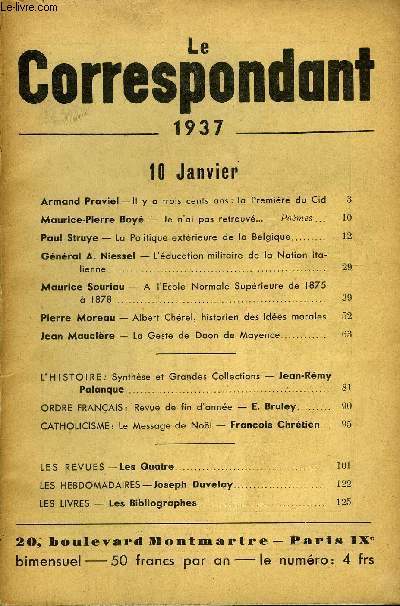 Le-livre.com
Le
Correspondant
1937
10 Janvier
Armand Praviel — Il y a trois cents ans : la Première du Cid 3
Maurice-Pierre Boyé — Je n'ai pas retrouvé... Poèmes... 10
Paul Struye — La Politique extérieure de la Belgique......... 12
Général A. Niessel — L'éducation militaire de la Nation ita-
lienne ............ 29
Maurice Souriau — A l'Ecole Normale Supérieure de 1875
à 1878 ............ 39
Pierre Moreau — Albert Chérel, historien des Idées morales 52
Jean Mauclère — La Geste de Doon de Mayence............ 63
L'HISTOIRE : Synthèse et Grandes Collections — Jean-Rémy
Palanque............ 81
ORDRE FRANÇAIS : Revue de fin d'année — E. Bruley....... 90
CATHOLICISME : Le Message de Noël — François Chrétien 95
LES REVUES — Les Quatre............ 101
LES HEBDOMADAIRES — Joseph Duvelay............ 122
LES LIVRES — Les Bibliographes............ 125
20, boulevard Montmartre — Paris IXe
bimensuel — 50 francs par an — le numéro : 4 frs